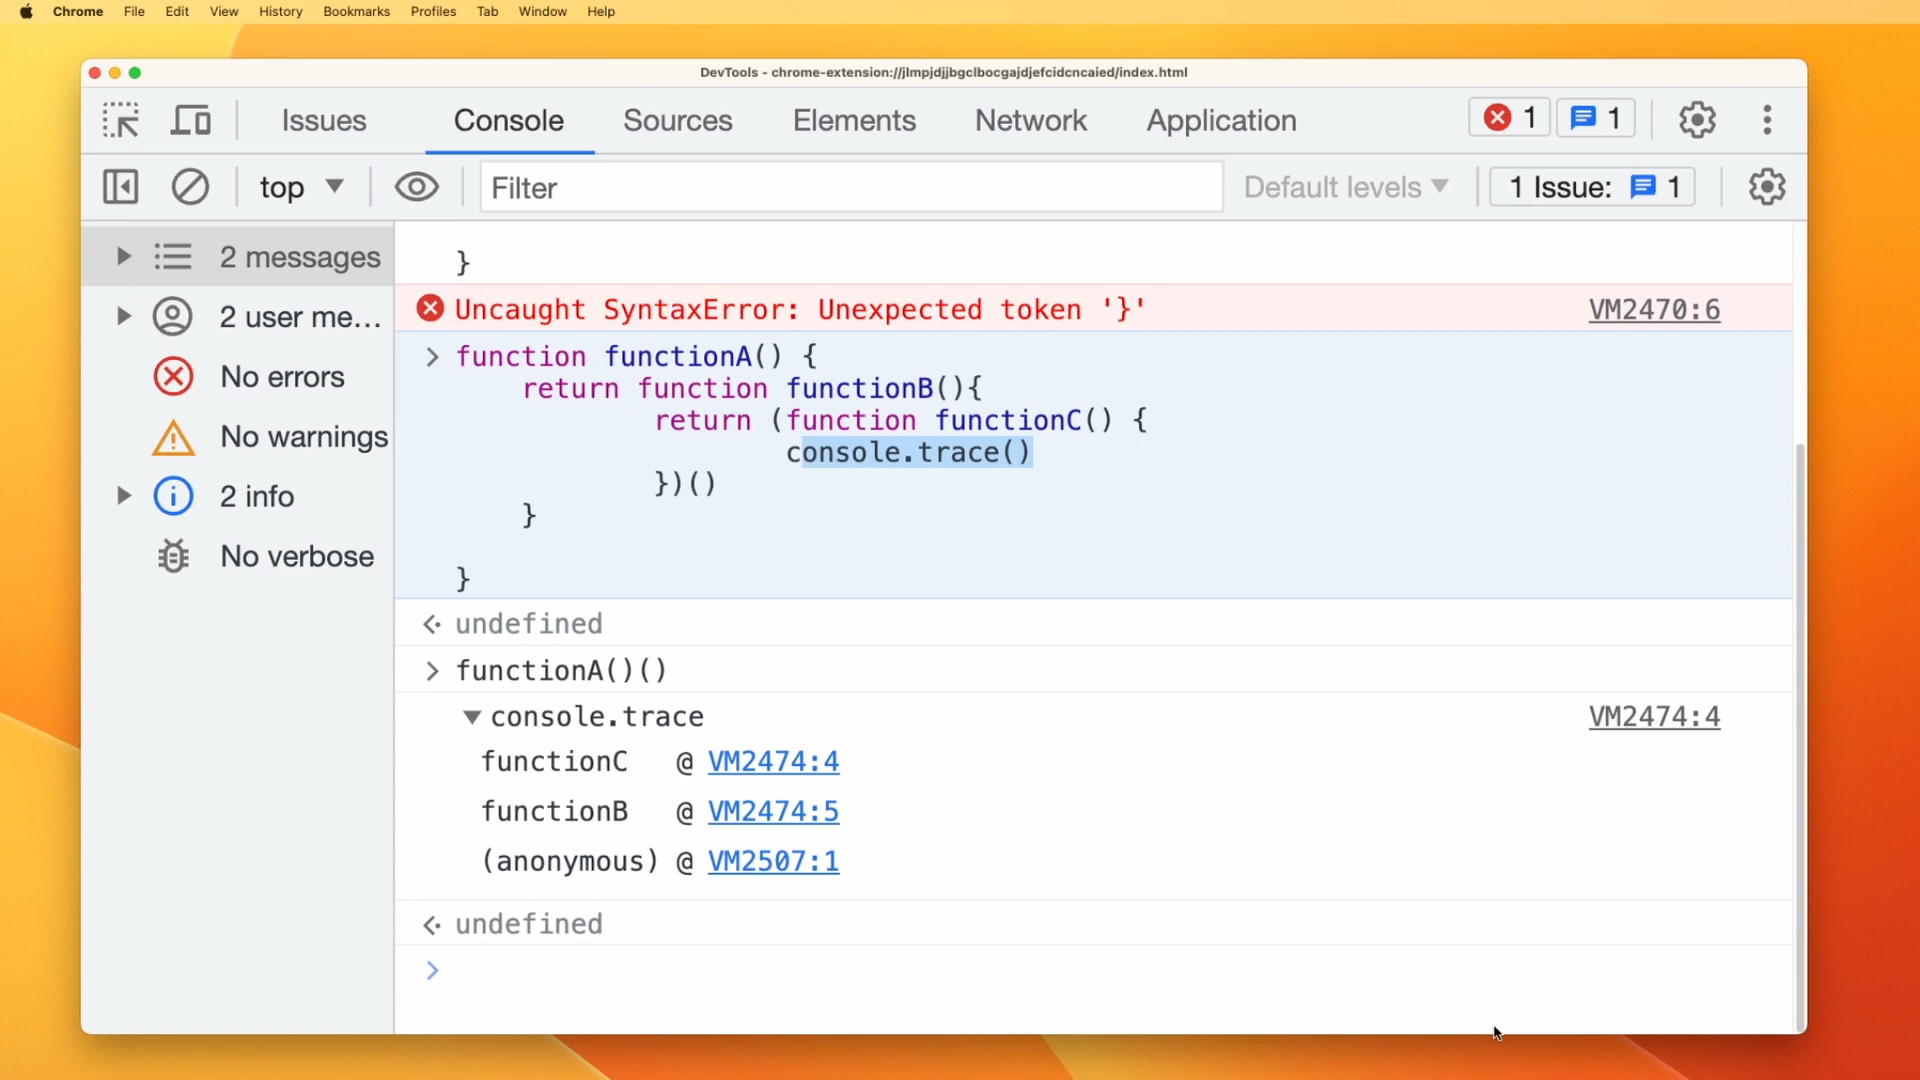 Chrome File Edit View History Bookmarks Profiles Tab Window Help
DevTools - chrome-extension://jlmpjdjjbgclbocgajdjefcidcncaied/index.html
Issues Console Sources Elements Network Application 1 1
top Filter Default levels 1 Issue: 1
2 messages
2 user me...
No errors
No warnings
2 info
No verbose
}
Uncaught SyntaxError: Unexpected token '}' VM2470:6
> function functionA() {
return function functionB(){
return (function functionC() {
console.trace()
})()
}
}
undefined
> functionA()()
console.trace VM2474:4
functionC @ VM2474:4
functionB @ VM2474:5
(anonymous) @ VM2507:1
undefined
>